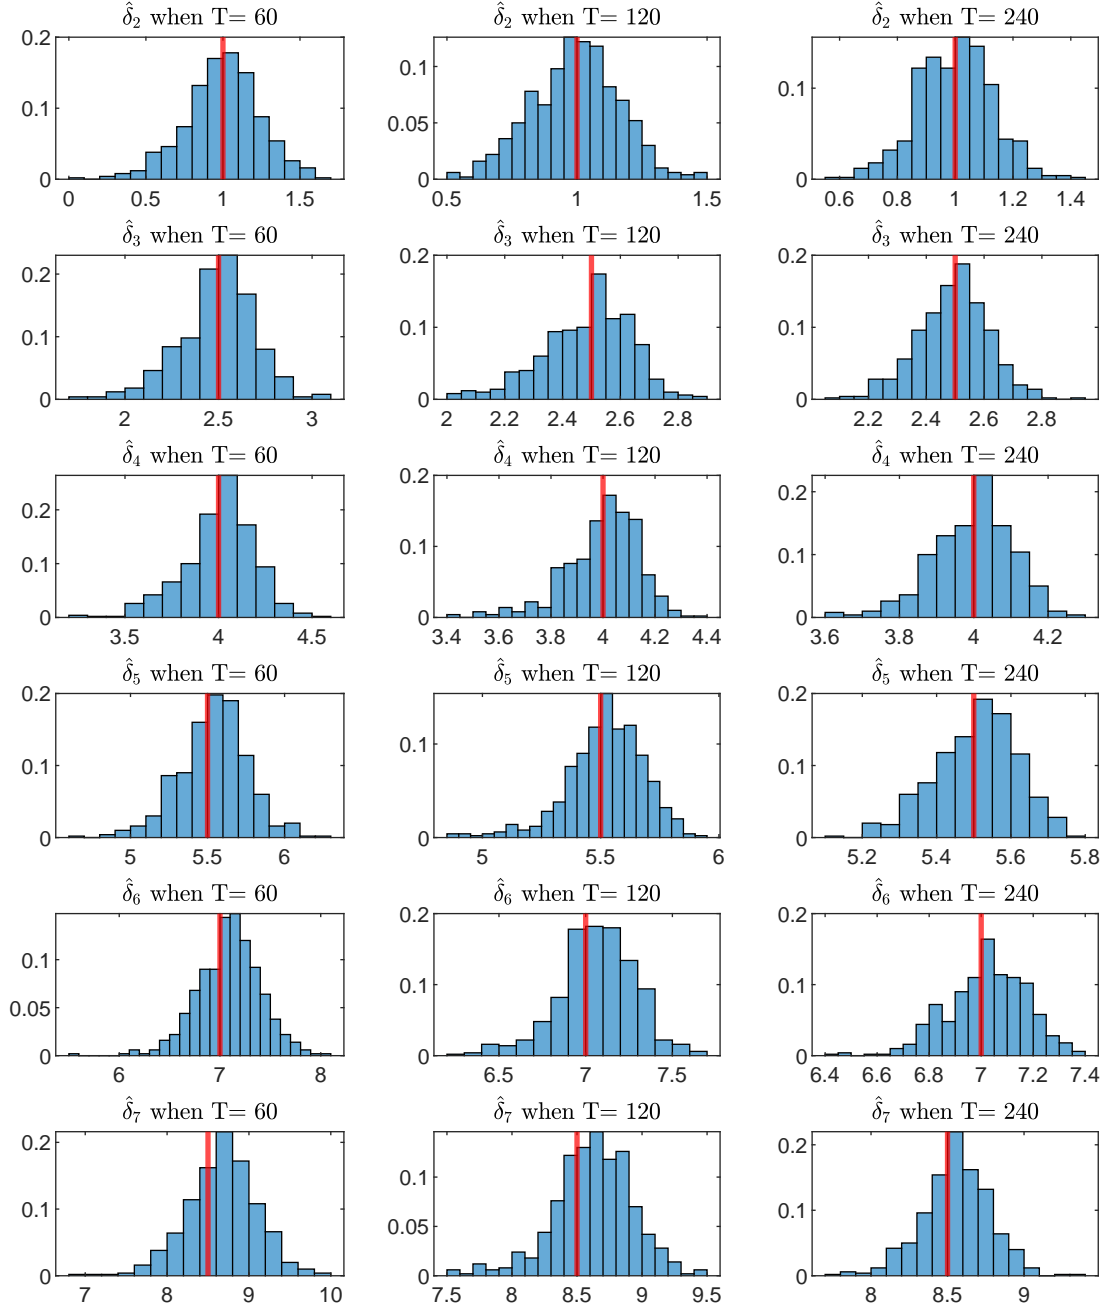 δ̂₂ when T= 60
0.2
0.1
0
0 0.5 1 1.5
δ̂₂ when T= 120
0.1
0.05
0
0.5 1 1.5
δ̂₂ when T= 240
0.1
0
0.6 0.8 1 1.2 1.4
δ̂₃ when T= 60
0.2
0.1
0
2 2.5 3
δ̂₃ when T= 120
0.2
0.1
0
2 2.2 2.4 2.6 2.8
δ̂₃ when T= 240
0.2
0.1
0
2.2 2.4 2.6 2.8
δ̂₄ when T= 60
0.2
0.1
0
3.5 4 4.5
δ̂₄ when T= 120
0.1
0
3.4 3.6 3.8 4 4.2 4.4
δ̂₄ when T= 240
0.2
0.1
0
3.6 3.8 4 4.2
δ̂₅ when T= 60
0.2
0.1
0
5 5.5 6
δ̂₅ when T= 120
0.1
0
5 5.5 6
δ̂₅ when T= 240
0.2
0.1
0
5.2 5.4 5.6 5.8
δ̂₆ when T= 60
0.1
0.05
0
6 7 8
δ̂₆ when T= 120
0.2
0.1
0
6.5 7 7.5
δ̂₆ when T= 240
0.2
0.1
0
6.4 6.6 6.8 7 7.2 7.4
δ̂₇ when T= 60
0.2
0.1
0
7 8 9 10
δ̂₇ when T= 120
0.1
0.05
0
7.5 8 8.5 9 9.5
δ̂₇ when T= 240
0.2
0.1
0
8 8.5 9